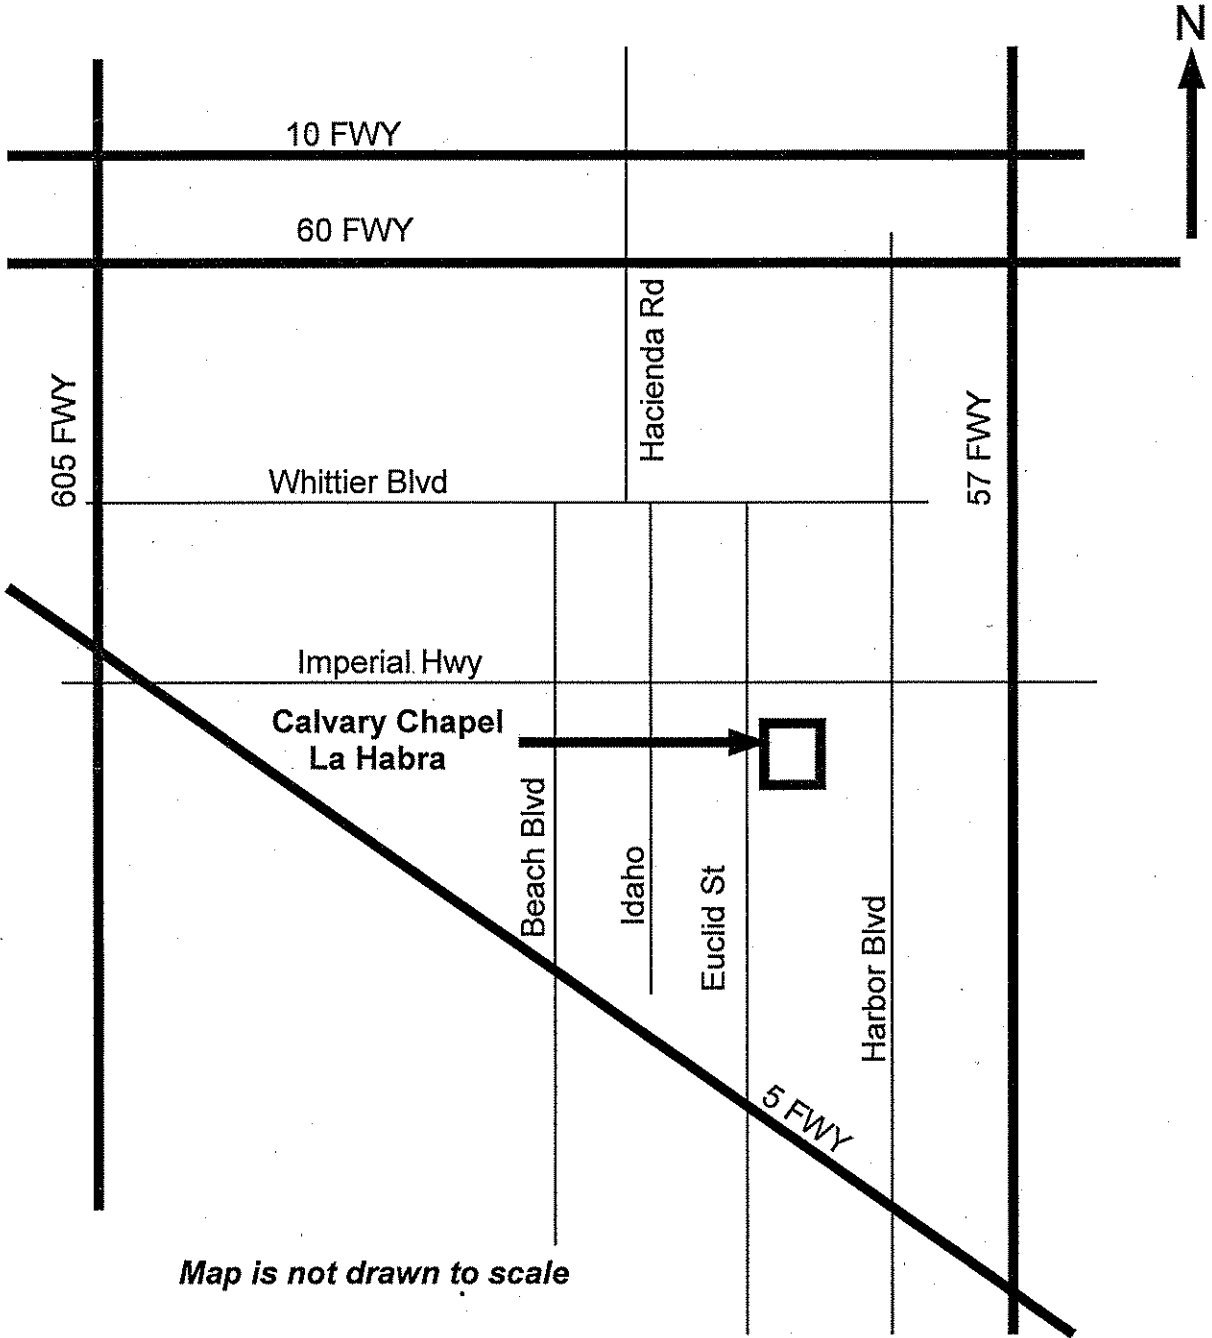 N
10 FWY
60 FWY
Hacienda Rd
605 FWY
57 FWY
Whittier Blvd
Imperial Hwy
Calvary Chapel
La Habra
Beach Blvd
Idaho
Euclid St
Harbor Blvd
5 FWY
Map is not drawn to scale